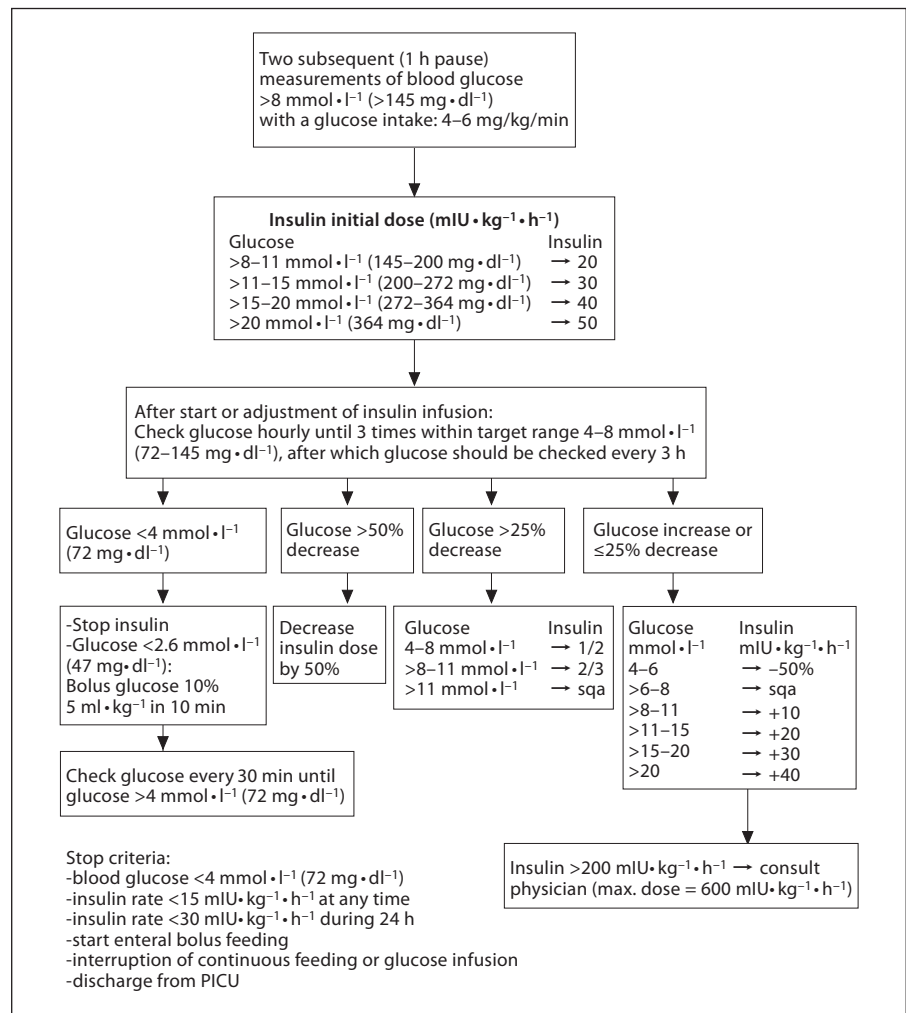 Two subsequent (1 h pause)
measurements of blood glucose
>8 mmol•l⁻¹ (>145 mg•dl⁻¹)
with a glucose intake: 4–6 mg/kg/min
Insulin initial dose (mIU•kg⁻¹•h⁻¹)
Glucose Insulin
>8–11 mmol•l⁻¹ (145–200 mg•dl⁻¹) → 20
>11–15 mmol•l⁻¹ (200–272 mg•dl⁻¹) → 30
>15–20 mmol•l⁻¹ (272–364 mg•dl⁻¹) → 40
>20 mmol•l⁻¹ (364 mg•dl⁻¹) → 50
After start or adjustment of insulin infusion:
Check glucose hourly until 3 times within target range 4–8 mmol•l⁻¹
(72–145 mg•dl⁻¹), after which glucose should be checked every 3 h
Glucose <4 mmol•l⁻¹
(72 mg•dl⁻¹)
Glucose >50%
decrease
Glucose >25%
decrease
Glucose increase or
≤25% decrease
-Stop insulin
-Glucose <2.6 mmol•l⁻¹
(47 mg•dl⁻¹):
Bolus glucose 10%
5 ml•kg⁻¹ in 10 min
Decrease
insulin dose
by 50%
Glucose Insulin
4–8 mmol•l⁻¹ → 1/2
>8–11 mmol•l⁻¹ → 2/3
>11 mmol•l⁻¹ → sqa
Glucose Insulin
mmol•l⁻¹ mIU•kg⁻¹•h⁻¹
4–6 → –50%
>6–8 → sqa
>8–11 → +10
>11–15 → +20
>15–20 → +30
>20 → +40
Check glucose every 30 min until
glucose >4 mmol•l⁻¹ (72 mg•dl⁻¹)
Insulin >200 mIU•kg⁻¹•h⁻¹ → consult
physician (max. dose = 600 mIU•kg⁻¹•h⁻¹)
Stop criteria:
-blood glucose <4 mmol•l⁻¹ (72 mg•dl⁻¹)
-insulin rate <15 mIU•kg⁻¹•h⁻¹ at any time
-insulin rate <30 mIU•kg⁻¹•h⁻¹ during 24 h
-start enteral bolus feeding
-interruption of continuous feeding or glucose infusion
-discharge from PICU